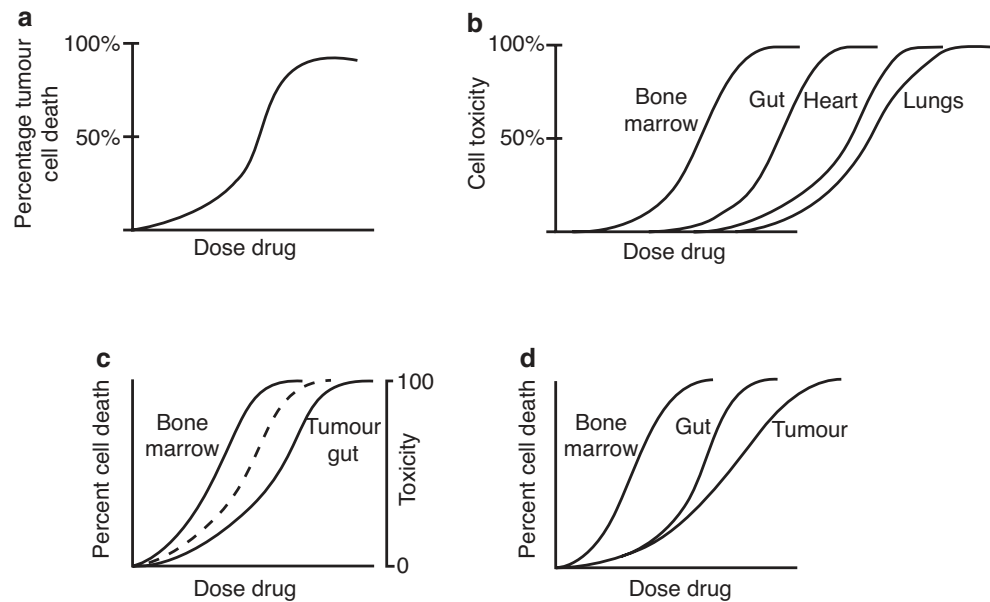 a
100%
50%
Percentage tumour
cell death
Dose drug
b
100%
50%
Cell toxicity
Bone
marrow
Gut
Heart
Lungs
Dose drug
c
Percent cell death
Bone
marrow
Tumour
gut
100
0
Toxicity
Dose drug
d
Percent cell death
Bone
marrow
Gut
Tumour
Dose drug